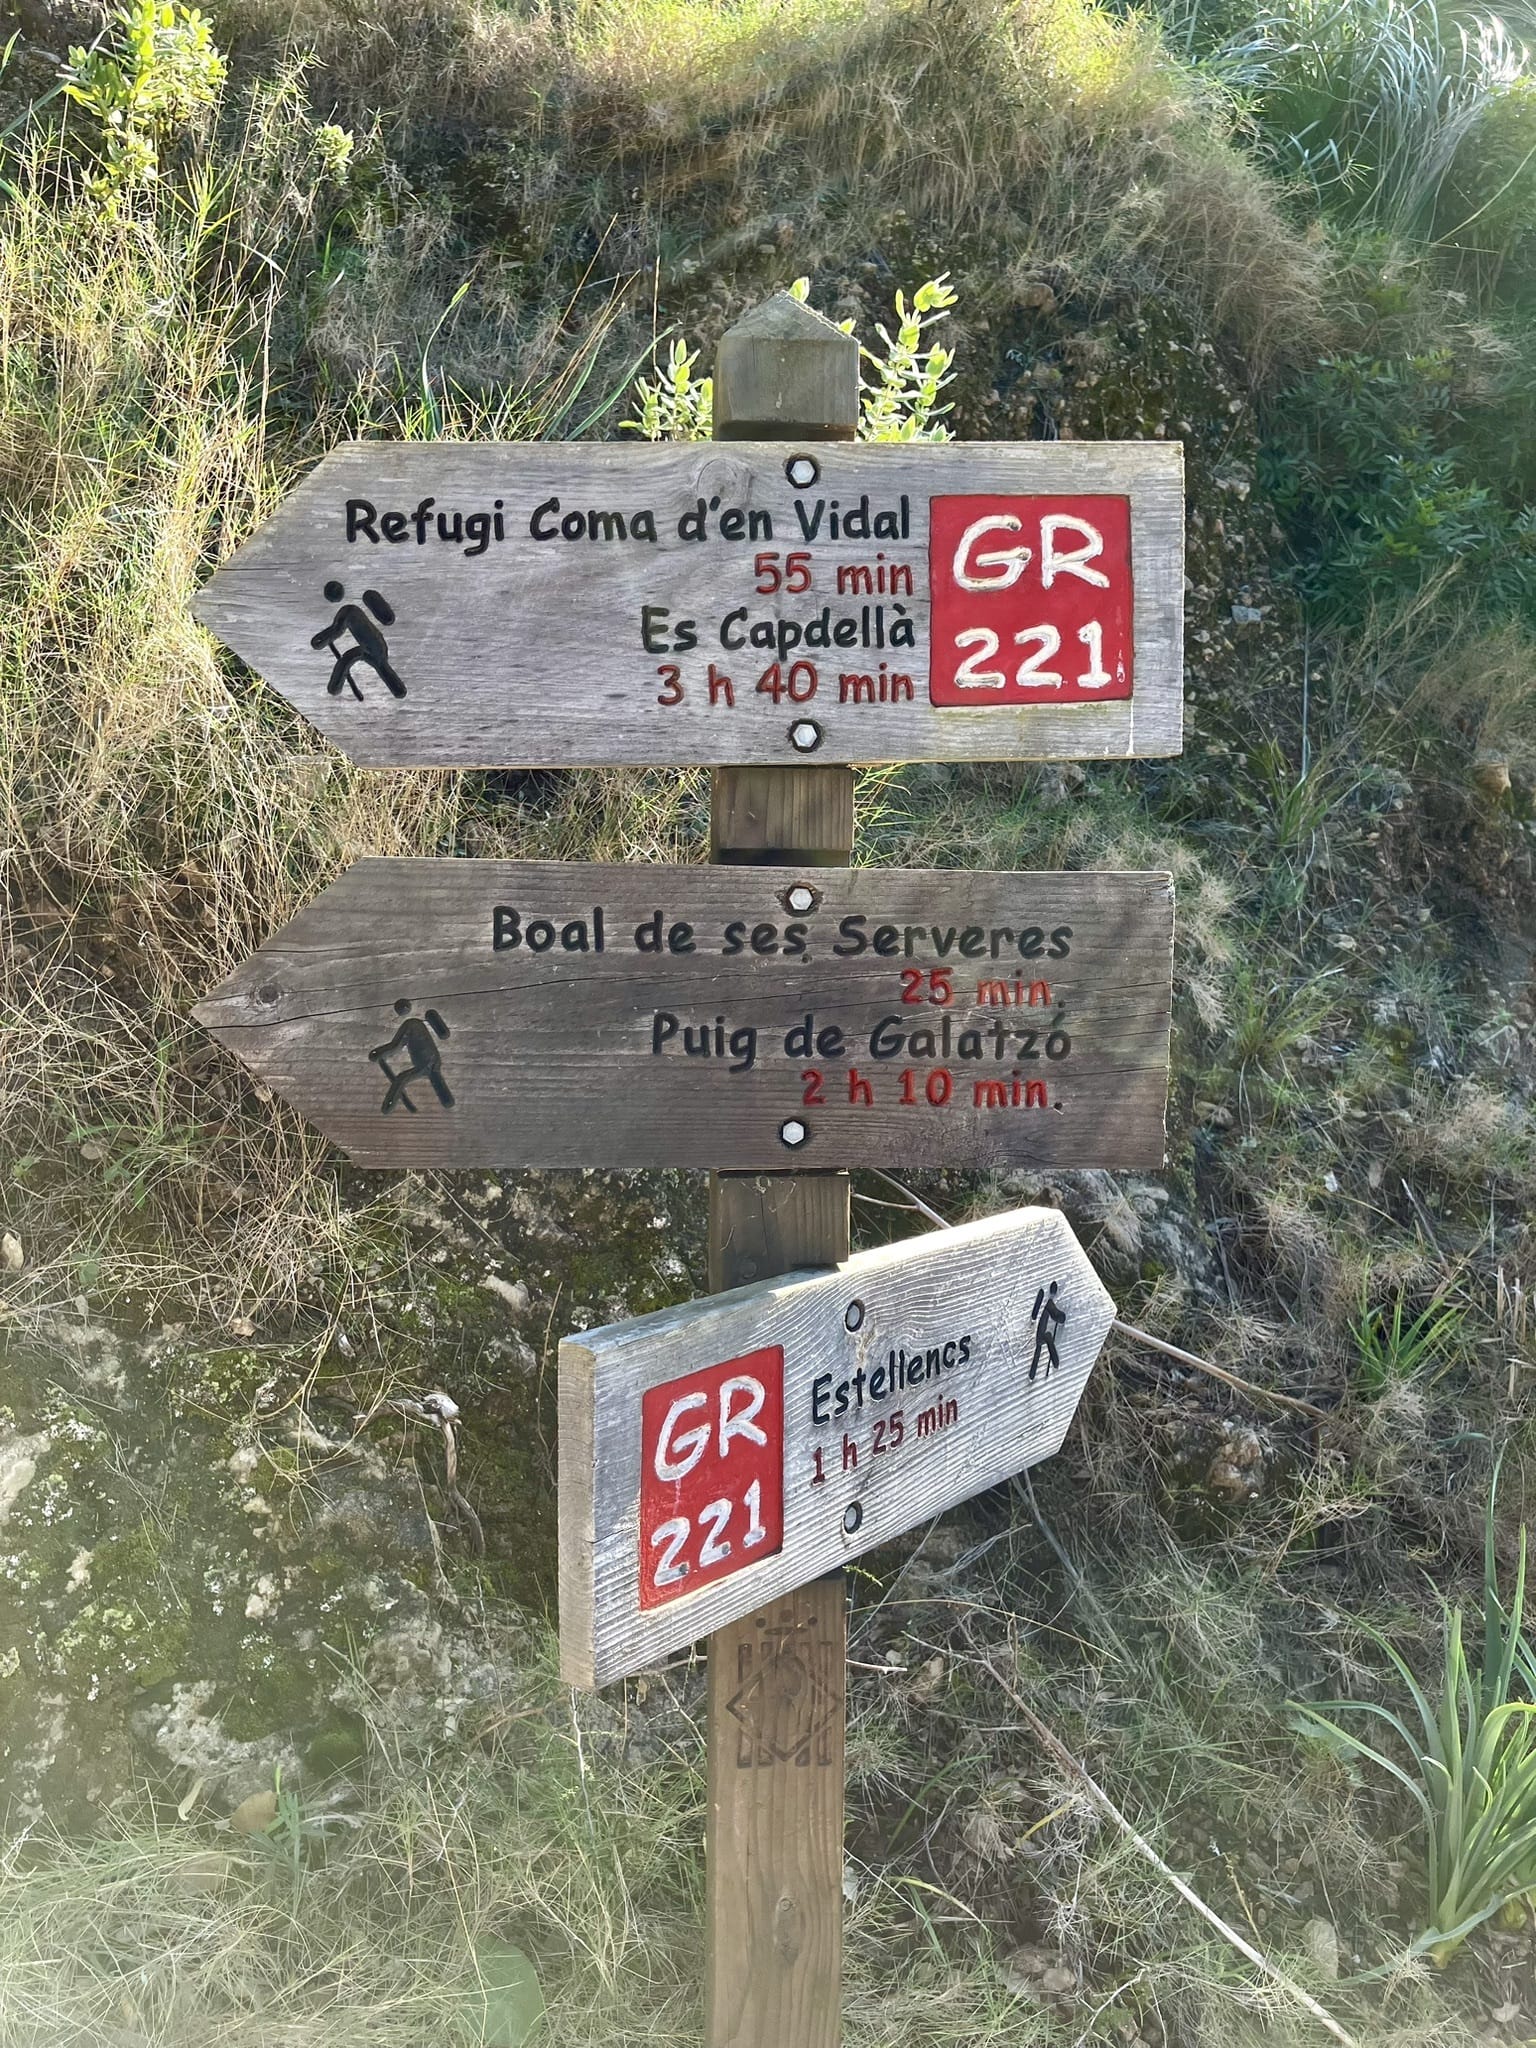 Refugi Coma d'en Vidal
55 min
Es Capdellà
3 h 40 min
GR
221
Boal de ses Serveres
25 min.
Puig de Galatzó
2 h 10 min.
GR
221
Estellencs
1 h 25 min